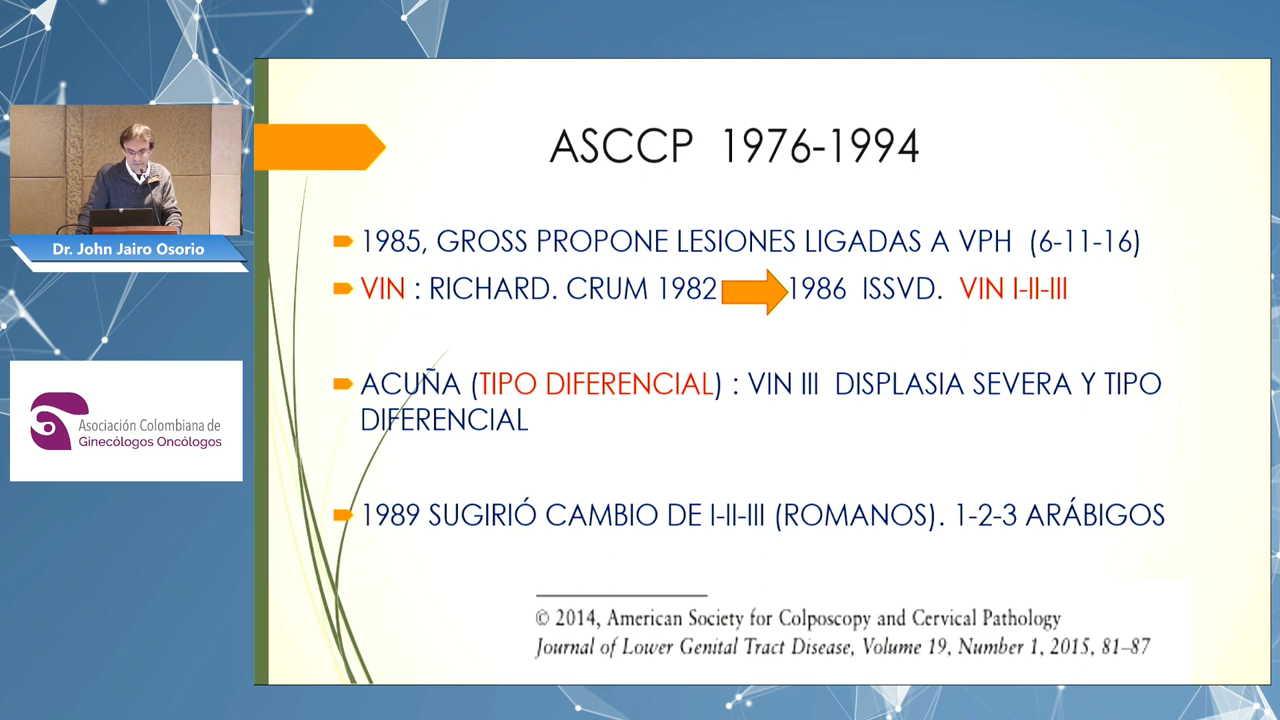 ASCCP 1976-1994
1985, GROSS PROPONE LESIONES LIGADAS A VPH (6-11-16)
VIN : RICHARD. CRUM 1982 1986 ISSVD. VIN I-II-III
ACUÑA (TIPO DIFERENCIAL) : VIN III DISPLASIA SEVERA Y TIPO
DIFERENCIAL
1989 SUGIRIÓ CAMBIO DE I-II-III (ROMANOS). 1-2-3 ARÁBIGOS
© 2014, American Society for Colposcopy and Cervical Pathology
Journal of Lower Genital Tract Disease, Volume 19, Number 1, 2015, 81–87
Dr. John Jairo Osorio
Asociación Colombiana de
Ginecólogos Oncólogos